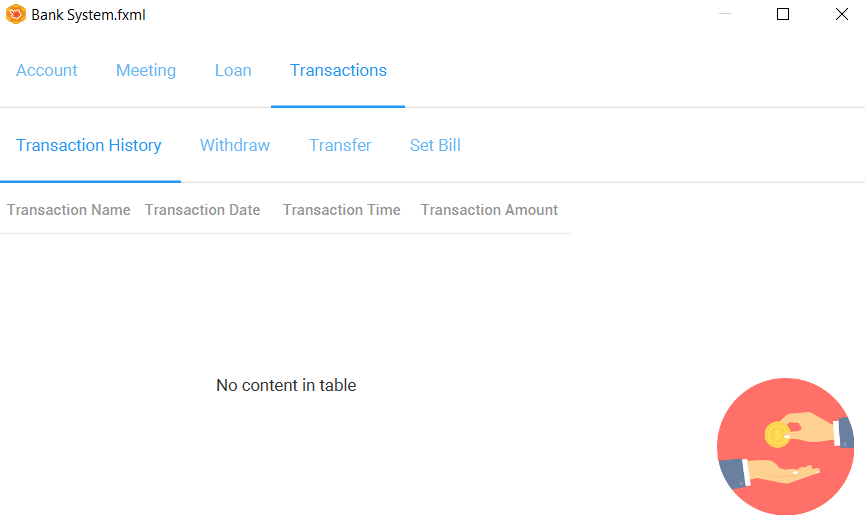 Bank System.fxml
Account Meeting Loan Transactions
Transaction History Withdraw Transfer Set Bill
Transaction Name Transaction Date Transaction Time Transaction Amount
No content in table